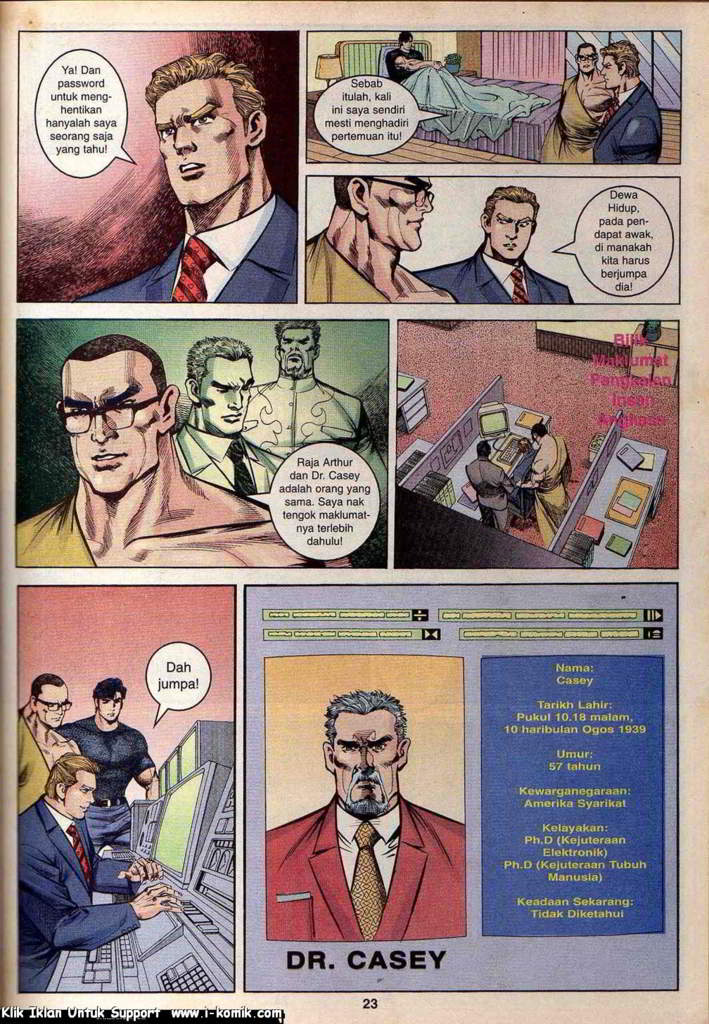 Ya! Dan
password
untuk meng-
hentikan
hanyalah saya
seorang saja
yang tahu!
Sebab
itulah, kali
ini saya sendiri
mesti menghadiri
pertemuan itu!
Dewa
Hidup,
pada pen-
dapat awak,
di manakah
kita harus
berjumpa
dia!
Raja Arthur
dan Dr. Casey
adalah orang yang
sama. Saya nak
tengok maklumat-
nya terlebih
dahulu!
Bilik
Maklumat
Pangkalan
Insan
Angkasa
Dah
jumpa!
Nama:
Casey
Tarikh Lahir:
Pukul 10.18 malam,
10 haribulan Ogos 1939
Umur:
57 tahun
Kewarganegaraan:
Amerika Syarikat
Kelayakan:
Ph.D (Kejuteraan
Elektronik)
Ph.D (Kejuteraan Tubuh
Manusia)
Keadaan Sekarang:
Tidak Diketahui
DR. CASEY
23
Klik Iklan Untuk Support www.i-komik.com